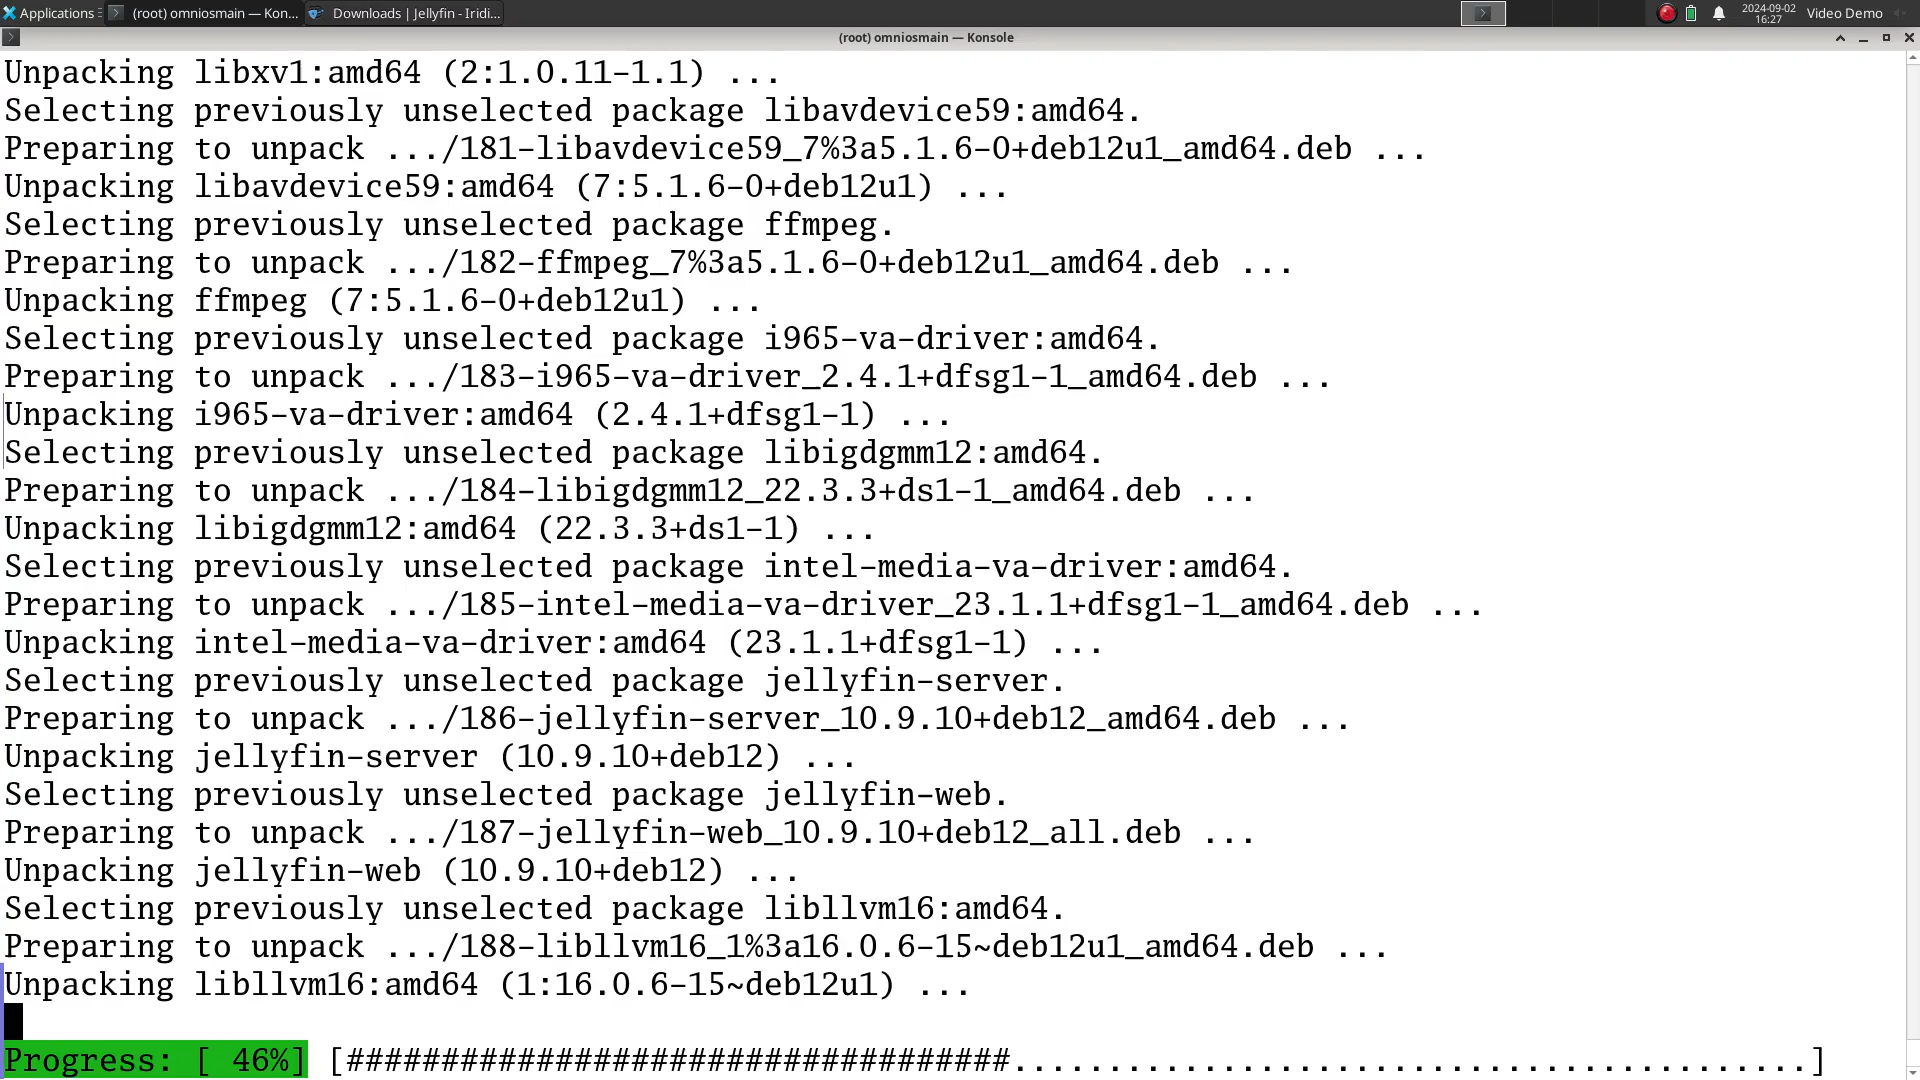 Applications
(root) omniosmain — Kon...
Downloads | Jellyfin - Iridi...
2024-09-02
16:27
Video Demo
(root) omniosmain — Konsole
Unpacking libxv1:amd64 (2:1.0.11-1.1) ...
Selecting previously unselected package libavdevice59:amd64.
Preparing to unpack .../181-libavdevice59_7%3a5.1.6-0+deb12u1_amd64.deb ...
Unpacking libavdevice59:amd64 (7:5.1.6-0+deb12u1) ...
Selecting previously unselected package ffmpeg.
Preparing to unpack .../182-ffmpeg_7%3a5.1.6-0+deb12u1_amd64.deb ...
Unpacking ffmpeg (7:5.1.6-0+deb12u1) ...
Selecting previously unselected package i965-va-driver:amd64.
Preparing to unpack .../183-i965-va-driver_2.4.1+dfsg1-1_amd64.deb ...
Unpacking i965-va-driver:amd64 (2.4.1+dfsg1-1) ...
Selecting previously unselected package libigdgmm12:amd64.
Preparing to unpack .../184-libigdgmm12_22.3.3+ds1-1_amd64.deb ...
Unpacking libigdgmm12:amd64 (22.3.3+ds1-1) ...
Selecting previously unselected package intel-media-va-driver:amd64.
Preparing to unpack .../185-intel-media-va-driver_23.1.1+dfsg1-1_amd64.deb ...
Unpacking intel-media-va-driver:amd64 (23.1.1+dfsg1-1) ...
Selecting previously unselected package jellyfin-server.
Preparing to unpack .../186-jellyfin-server_10.9.10+deb12_amd64.deb ...
Unpacking jellyfin-server (10.9.10+deb12) ...
Selecting previously unselected package jellyfin-web.
Preparing to unpack .../187-jellyfin-web_10.9.10+deb12_all.deb ...
Unpacking jellyfin-web (10.9.10+deb12) ...
Selecting previously unselected package libllvm16:amd64.
Preparing to unpack .../188-libllvm16_1%3a16.0.6-15~deb12u1_amd64.deb ...
Unpacking libllvm16:amd64 (1:16.0.6-15~deb12u1) ...
Progress: [ 46%] [###################################..........................................]